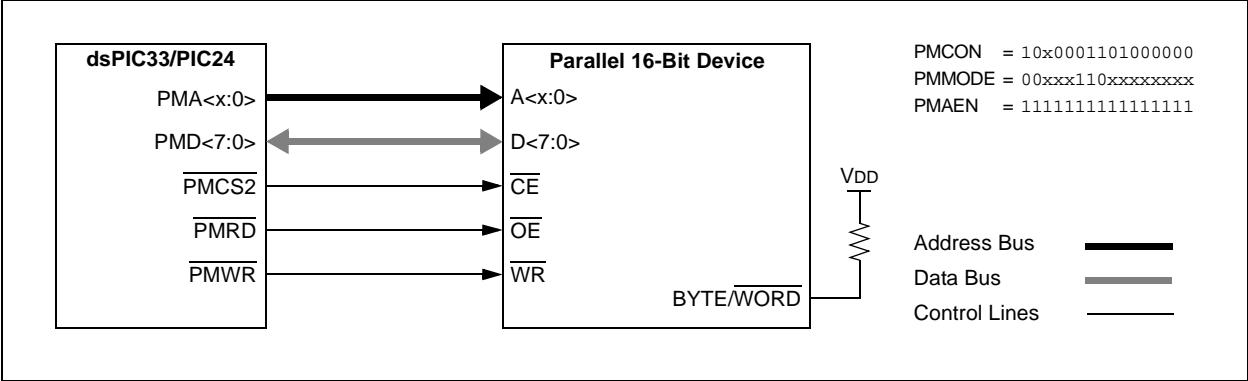 dsPIC33/PIC24
PMA<x:0>
PMD<7:0>
PMCS2
PMRD
PMWR
Parallel 16-Bit Device
A<x:0>
D<7:0>
CE
OE
WR
BYTE/WORD
VDD
PMCON = 10x0001101000000
PMMODE = 00xxx110xxxxxxxx
PMAEN = 1111111111111111
Address Bus
Data Bus
Control Lines